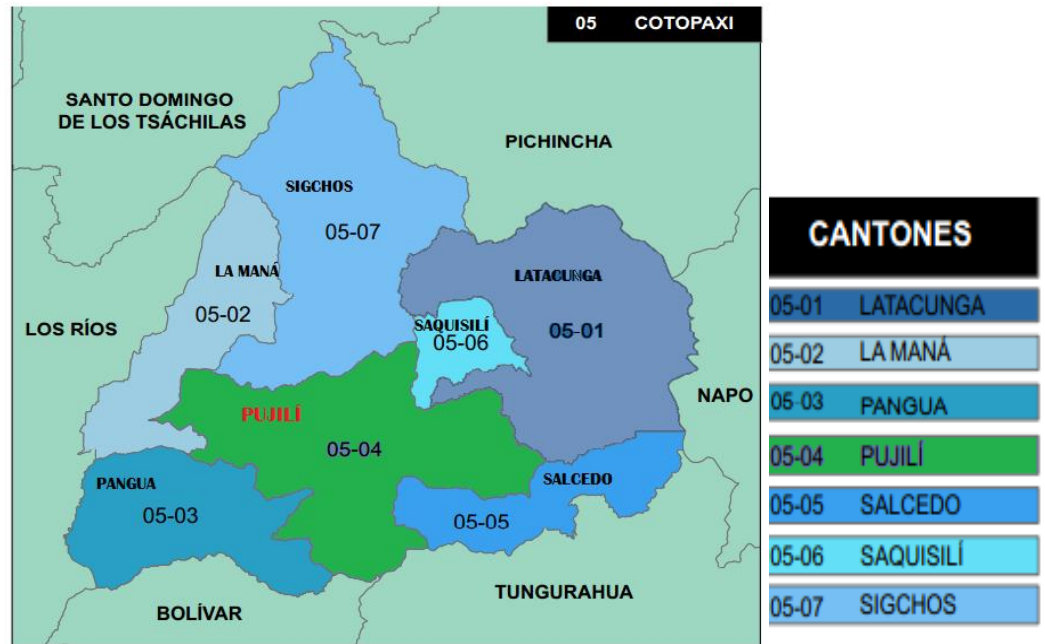 05 COTOPAXI
SANTO DOMINGO
DE LOS TSÁCHILAS
PICHINCHA
SIGCHOS
05-07
LA MANÁ
05-02
LATACUNGA
05-01
SAQUISILÍ
05-06
LOS RÍOS
NAPO
PUJILÍ
05-04
PANGUA
05-03
SALCEDO
05-05
TUNGURAHUA
BOLÍVAR
CANTONES
05-01 LATACUNGA
05-02 LA MANÁ
05-03 PANGUA
05-04 PUJILÍ
05-05 SALCEDO
05-06 SAQUISILÍ
05-07 SIGCHOS